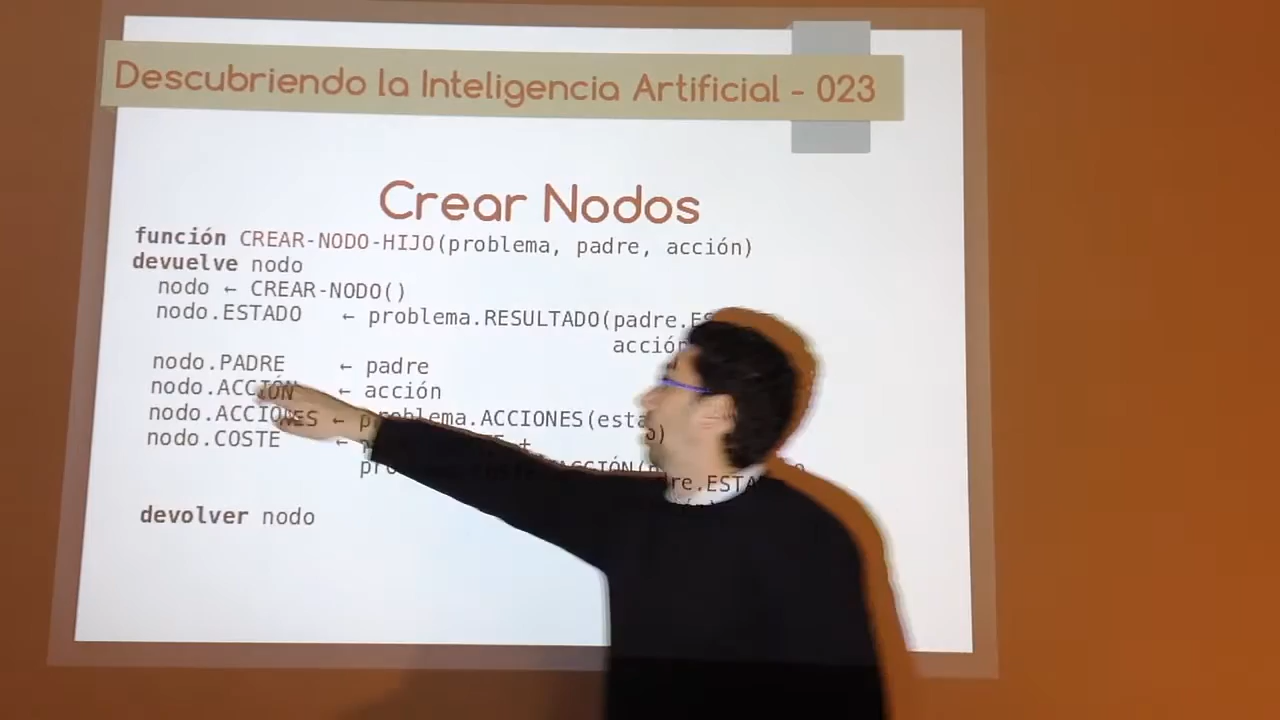 Descubriendo la Inteligencia Artificial - 023
Crear Nodos
función CREAR-NODO-HIJO(problema, padre, acción)
devuelve nodo
nodo ← CREAR-NODO()
nodo.ESTADO ← problema.RESULTADO(padre.ES
acción
nodo.PADRE ← padre
nodo.ACCIÓN ← acción
nodo.ACCIONES ← problema.ACCIONES(esta
nodo.COSTE ←
devolver nodo